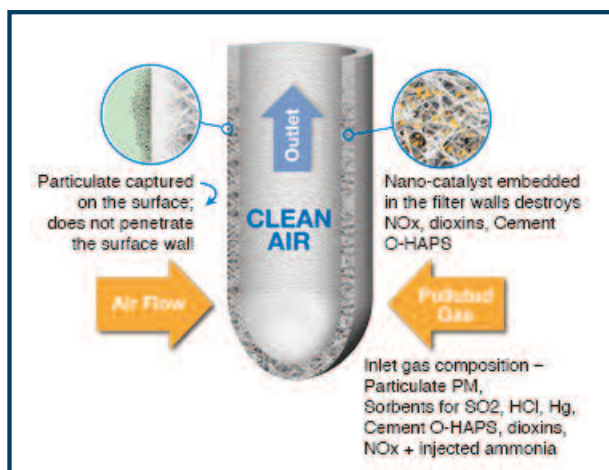 Outlet
CLEAN
AIR
Particulate captured
on the surface;
does not penetrate
the surface wall
Nano-catalyst embedded
in the filter walls destroys
NOx, dioxins, Cement
O-HAPS
Air Flow
Polluted
Gas
Inlet gas composition –
Particulate PM,
Sorbents for SO2, HCl, Hg,
Cement O-HAPS, dioxins,
NOx + injected ammonia